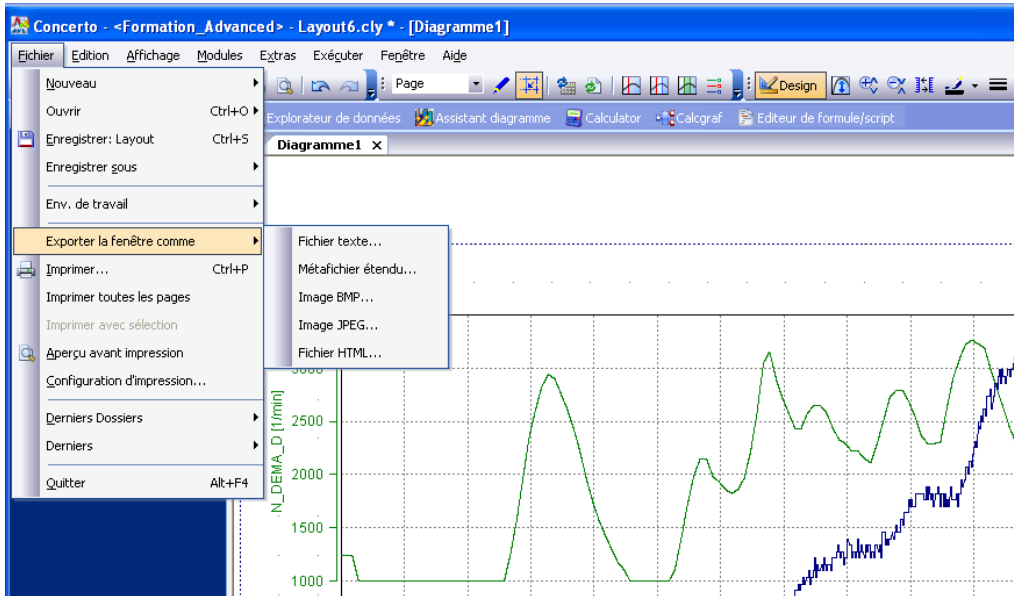 Concerto - <Formation_Advanced> - Layout6.cly * - [Diagramme1]
Fichier Edition Affichage Modules Extras Exécuter Fenêtre Aide
Nouveau
Ouvrir Ctrl+O
Enregistrer: Layout Ctrl+S
Enregistrer sous
Env. de travail
Exporter la fenêtre comme
Imprimer... Ctrl+P
Imprimer toutes les pages
Imprimer avec sélection
Aperçu avant impression
Configuration d'impression...
Derniers Dossiers
Derniers
Quitter Alt+F4
Page Design
Explorateur de données Assistant diagramme Calculator Calcgraf Editeur de formule/script
Diagramme1 X
Fichier texte...
Métafichier étendu...
Image BMP...
Image JPEG...
Fichier HTML...
N_DEMA_D [1/min]
3000
2500
2000
1500
1000